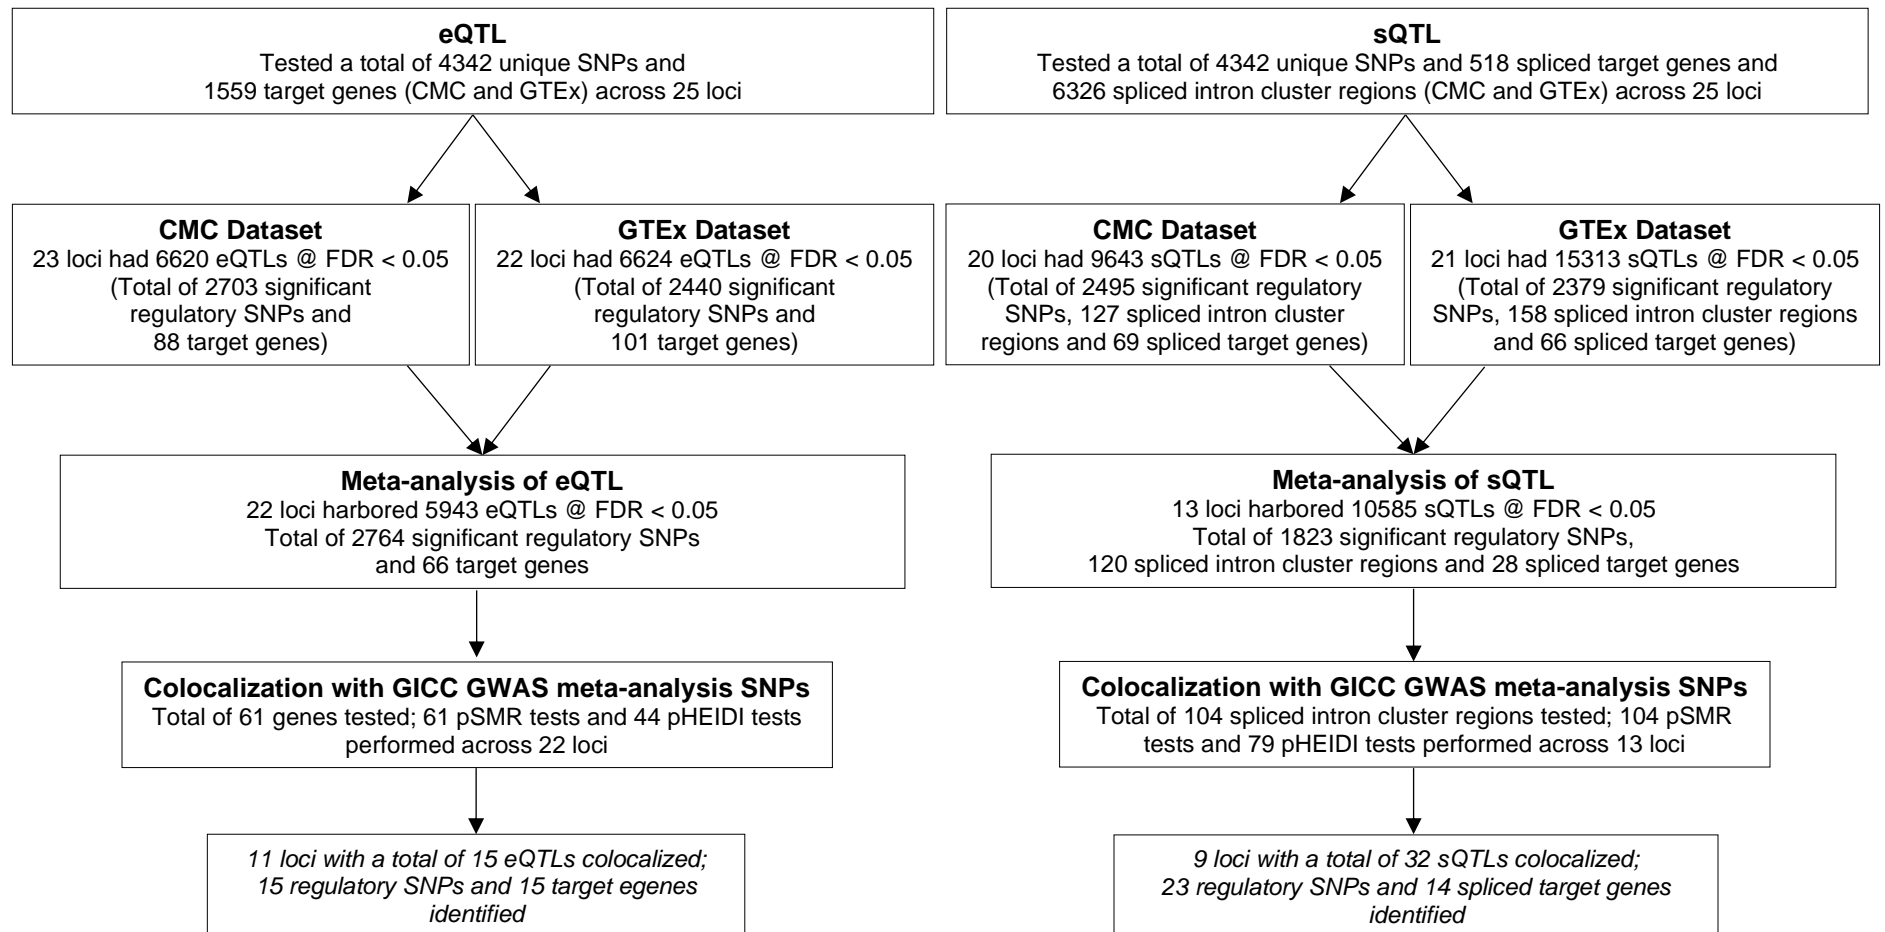 eQTL
Tested a total of 4342 unique SNPs and
1559 target genes (CMC and GTEx) across 25 loci
sQTL
Tested a total of 4342 unique SNPs and 518 spliced target genes and
6326 spliced intron cluster regions (CMC and GTEx) across 25 loci
CMC Dataset
23 loci had 6620 eQTLs @ FDR < 0.05
(Total of 2703 significant
regulatory SNPs and
88 target genes)
GTEx Dataset
22 loci had 6624 eQTLs @ FDR < 0.05
(Total of 2440 significant
regulatory SNPs and
101 target genes)
CMC Dataset
20 loci had 9643 sQTLs @ FDR < 0.05
(Total of 2495 significant regulatory
SNPs, 127 spliced intron cluster
regions and 69 spliced target genes)
GTEx Dataset
21 loci had 15313 sQTLs @ FDR < 0.05
(Total of 2379 significant regulatory
SNPs, 158 spliced intron cluster regions
and 66 spliced target genes)
Meta-analysis of eQTL
22 loci harbored 5943 eQTLs @ FDR < 0.05
Total of 2764 significant regulatory SNPs
and 66 target genes
Meta-analysis of sQTL
13 loci harbored 10585 sQTLs @ FDR < 0.05
Total of 1823 significant regulatory SNPs,
120 spliced intron cluster regions and 28 spliced target genes
Colocalization with GICC GWAS meta-analysis SNPs
Total of 61 genes tested; 61 pSMR tests and 44 pHEIDI tests
performed across 22 loci
Colocalization with GICC GWAS meta-analysis SNPs
Total of 104 spliced intron cluster regions tested; 104 pSMR
tests and 79 pHEIDI tests performed across 13 loci
11 loci with a total of 15 eQTLs colocalized;
15 regulatory SNPs and 15 target egenes
identified
9 loci with a total of 32 sQTLs colocalized;
23 regulatory SNPs and 14 spliced target genes
identified